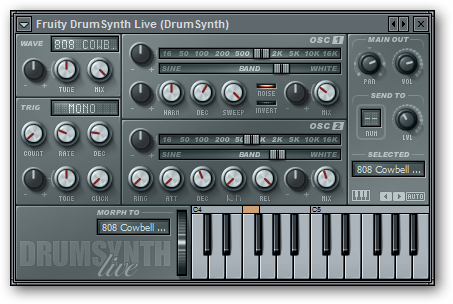 Fruity DrumSynth Live (DrumSynth)
WAVE 808 COWB.
TUNE MIX
TRIG MONO
COUNT RATE DEC
TONE CLICK
OSC 1
16 50 100 200 500 2K 5K 10K 16K
SINE BAND WHITE
WARM DEC SWEEP
NOISE
INVERT
MIX
OSC 2
16 50 100 200 500 1K 2K 5K 10K 16K
SINE BAND WHITE
RING ATT DEC REL MIX
MAIN OUT
PAN VOL
SEND TO
--
NUM LVL
SELECTED
808 Cowbell ...
AUTO
MORPH TO
808 Cowbell ...
DRUMSYNTH
live
C4 C5